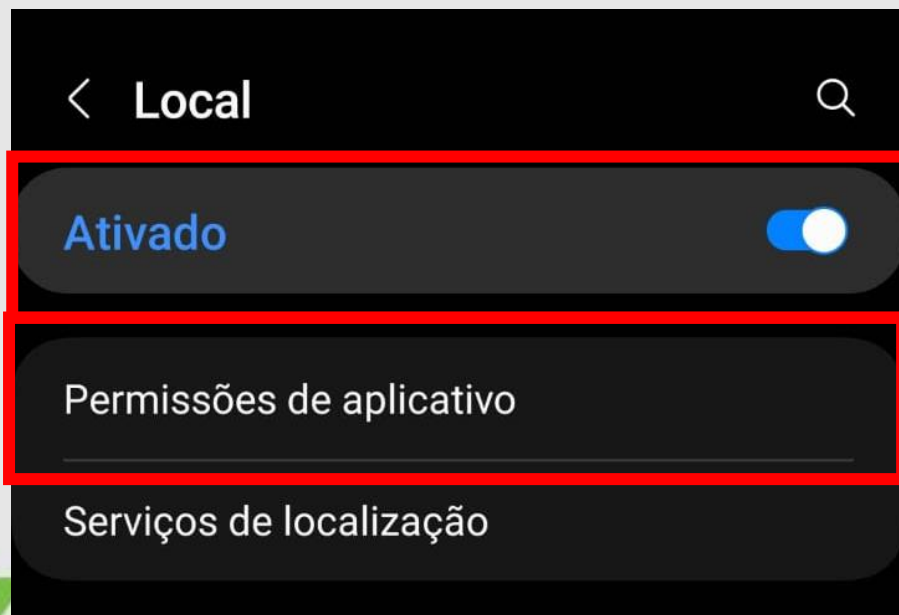 Local
Ativado
Permissões de aplicativo
Serviços de localização